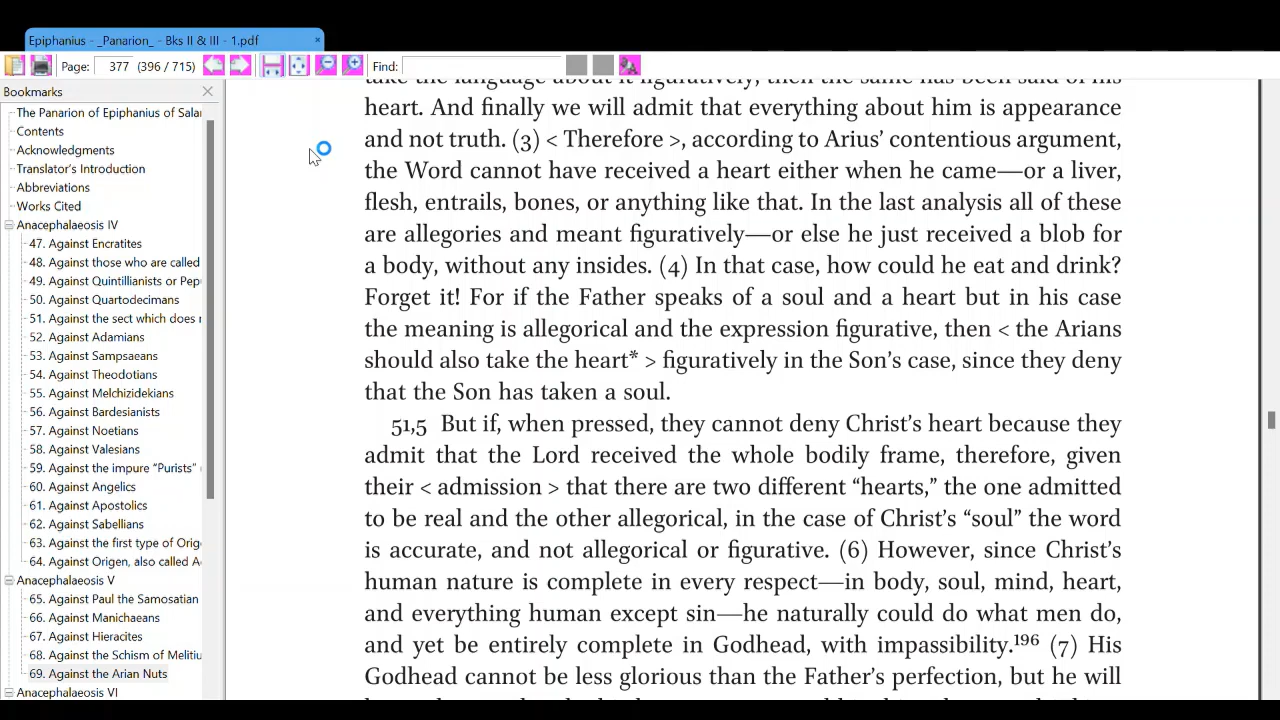 Epiphanius - _Panarion_ - Bks II & III - 1.pdf
Page: 377 (396 / 715) Find:
Bookmarks
The Panarion of Epiphanius of Sala
Contents
Acknowledgments
Translator's Introduction
Abbreviations
Works Cited
Anacephalaeosis IV
47. Against Encratites
48. Against those who are called
49. Against Quintillianists or Pep
50. Against Quartodecimans
51. Against the sect which does r
52. Against Adamians
53. Against Sampsaeans
54. Against Theodotians
55. Against Melchizidekians
56. Against Bardesianists
57. Against Noetians
58. Against Valesians
59. Against the impure “Purists” (
60. Against Angelics
61. Against Apostolics
62. Against Sabellians
63. Against the first type of Orig
64. Against Origen, also called A
Anacephalaeosis V
65. Against Paul the Samosatian
66. Against Manichaeans
67. Against Hieracites
68. Against the Schism of Melitiu
69. Against the Arian Nuts
Anacephalaeosis VI
take the language about it figuratively, then the same has been said of his
heart. And finally we will admit that everything about him is appearance
and not truth. (3) < Therefore >, according to Arius’ contentious argument,
the Word cannot have received a heart either when he came—or a liver,
flesh, entrails, bones, or anything like that. In the last analysis all of these
are allegories and meant figuratively—or else he just received a blob for
a body, without any insides. (4) In that case, how could he eat and drink?
Forget it! For if the Father speaks of a soul and a heart but in his case
the meaning is allegorical and the expression figurative, then < the Arians
should also take the heart* > figuratively in the Son’s case, since they deny
that the Son has taken a soul.
51,5 But if, when pressed, they cannot deny Christ’s heart because they
admit that the Lord received the whole bodily frame, therefore, given
their < admission > that there are two different “hearts,” the one admitted
to be real and the other allegorical, in the case of Christ’s “soul” the word
is accurate, and not allegorical or figurative. (6) However, since Christ’s
human nature is complete in every respect—in body, soul, mind, heart,
and everything human except sin—he naturally could do what men do,
and yet be entirely complete in Godhead, with impassibility.196 (7) His
Godhead cannot be less glorious than the Father’s perfection, but he will